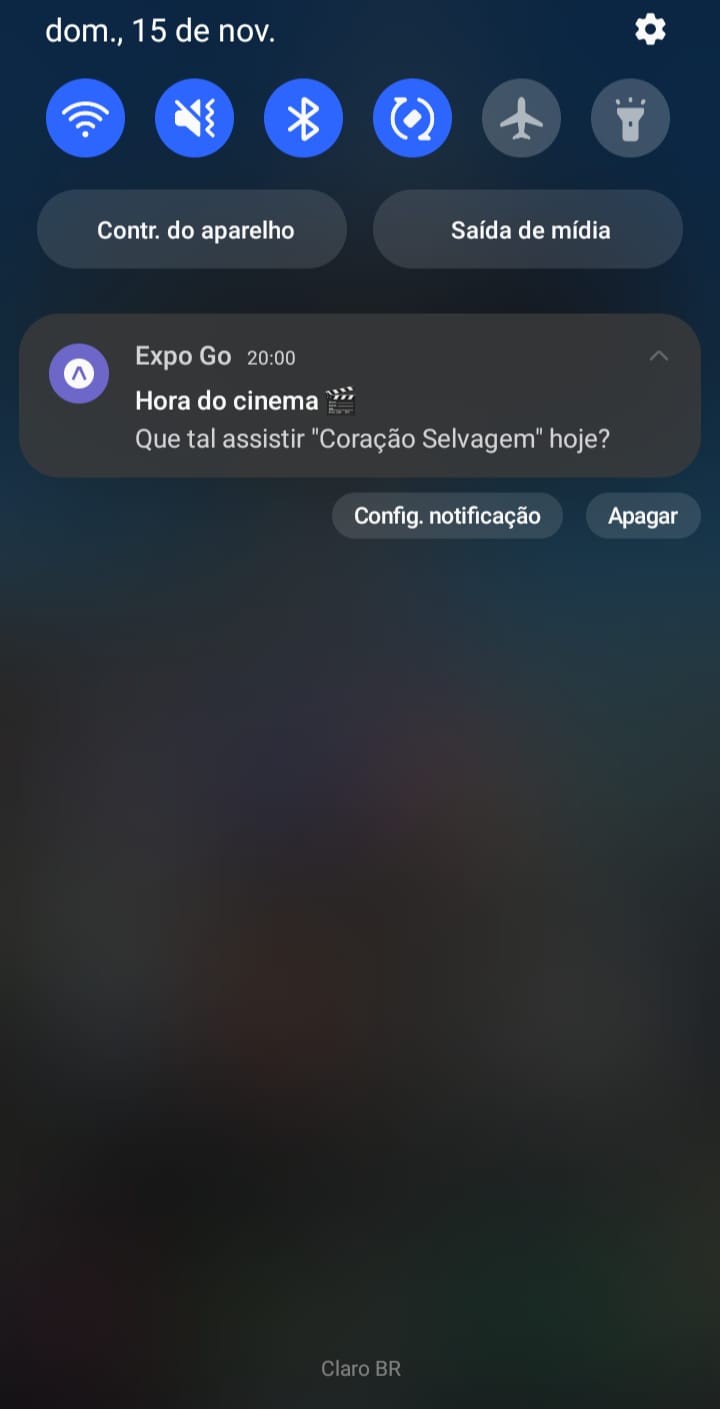 dom., 15 de nov.
Contr. do aparelho
Saída de mídia
Expo Go 20:00
Hora do cinema 🎬
Que tal assistir "Coração Selvagem" hoje?
Config. notificação
Apagar
Claro BR